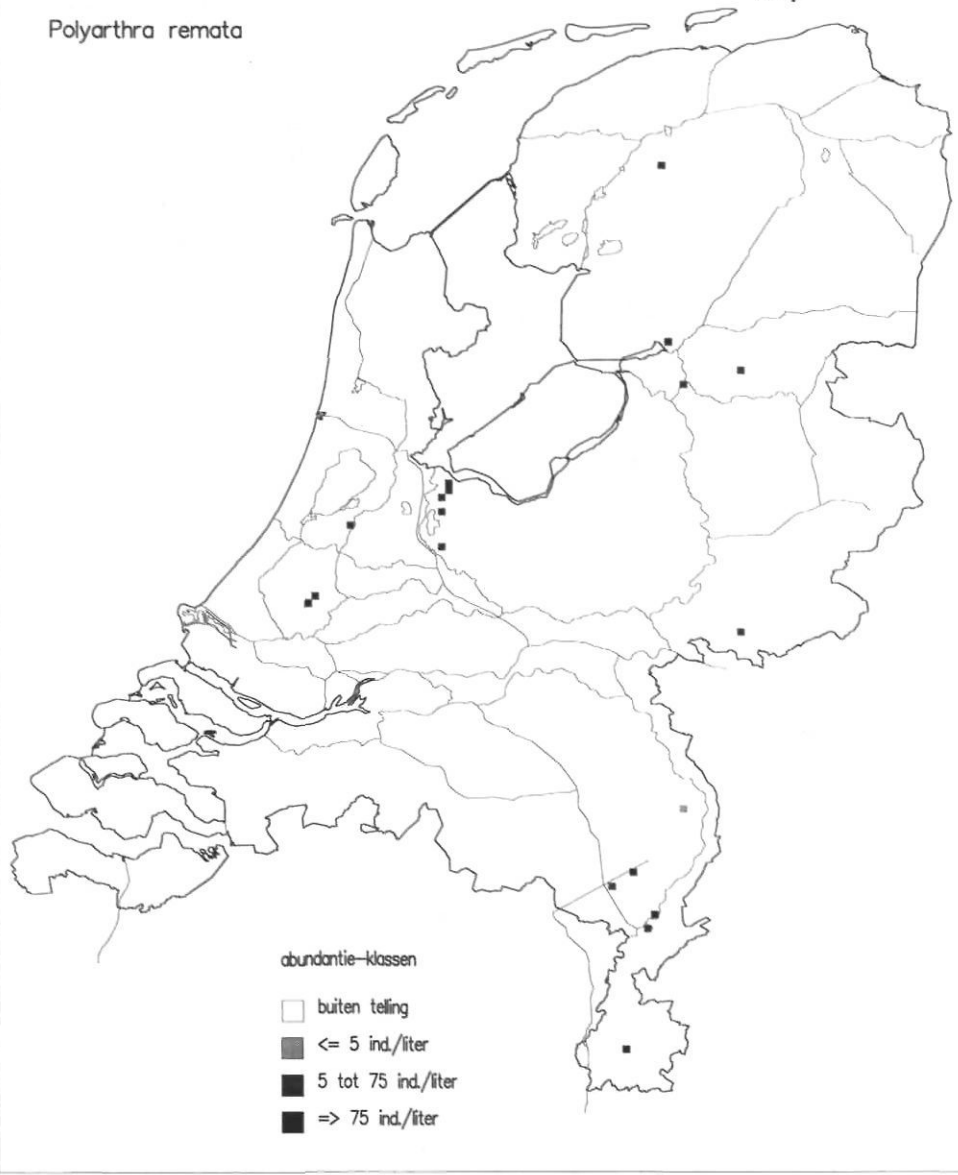 Polyarthra remata
abundantie-klassen
buiten telling
<= 5 ind./liter
5 tot 75 ind./liter
=> 75 ind./liter